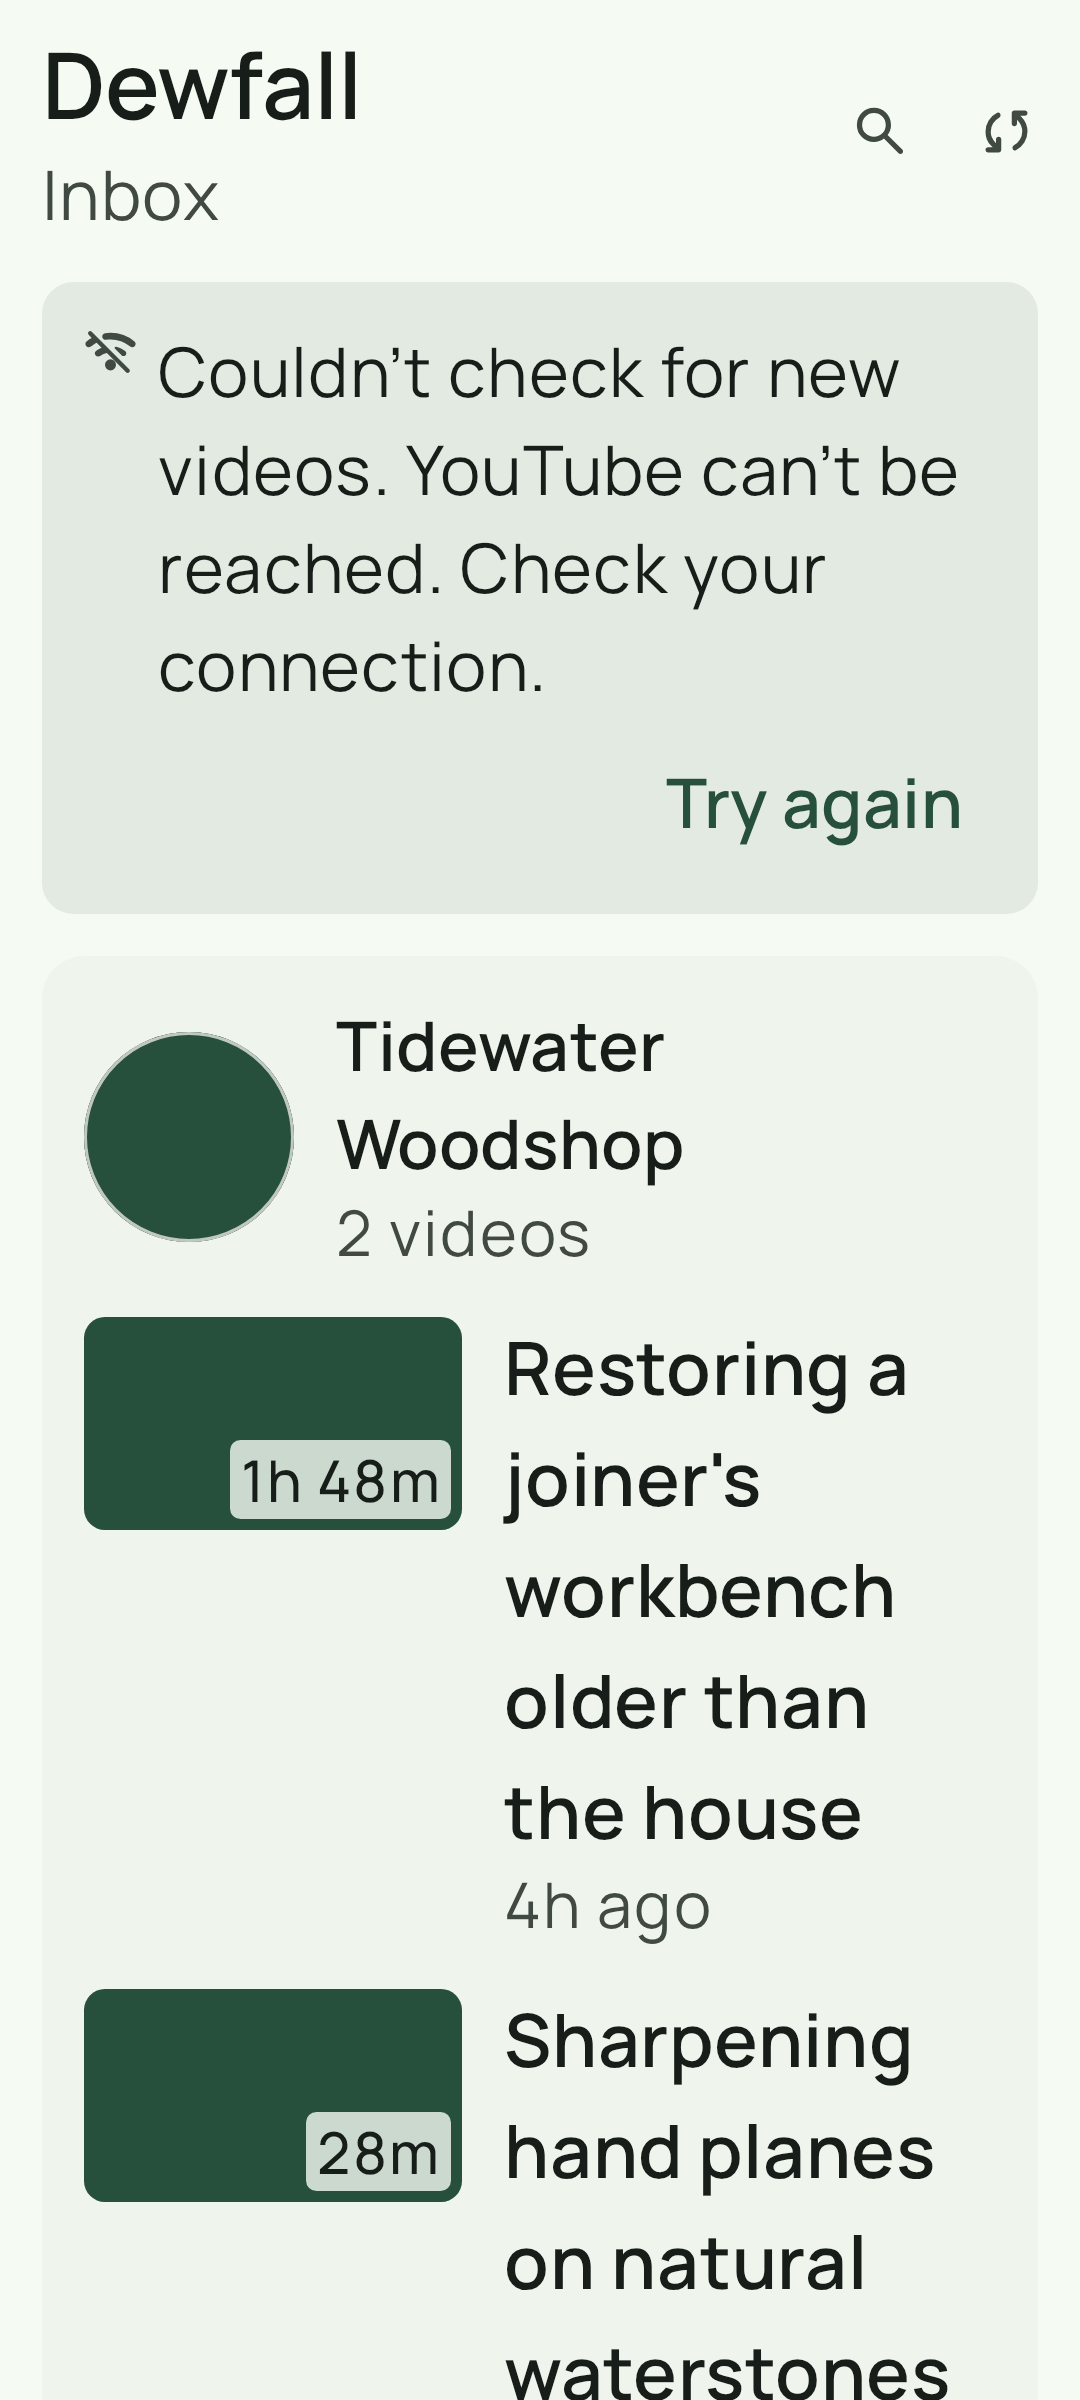 Dewfall
Inbox
Couldn’t check for new
videos. YouTube can’t be
reached. Check your
connection.
Try again
Tidewater
Woodshop
2 videos
1h 48m
Restoring a
joiner's
workbench
older than
the house
4h ago
28m
Sharpening
hand planes
on natural
waterstones